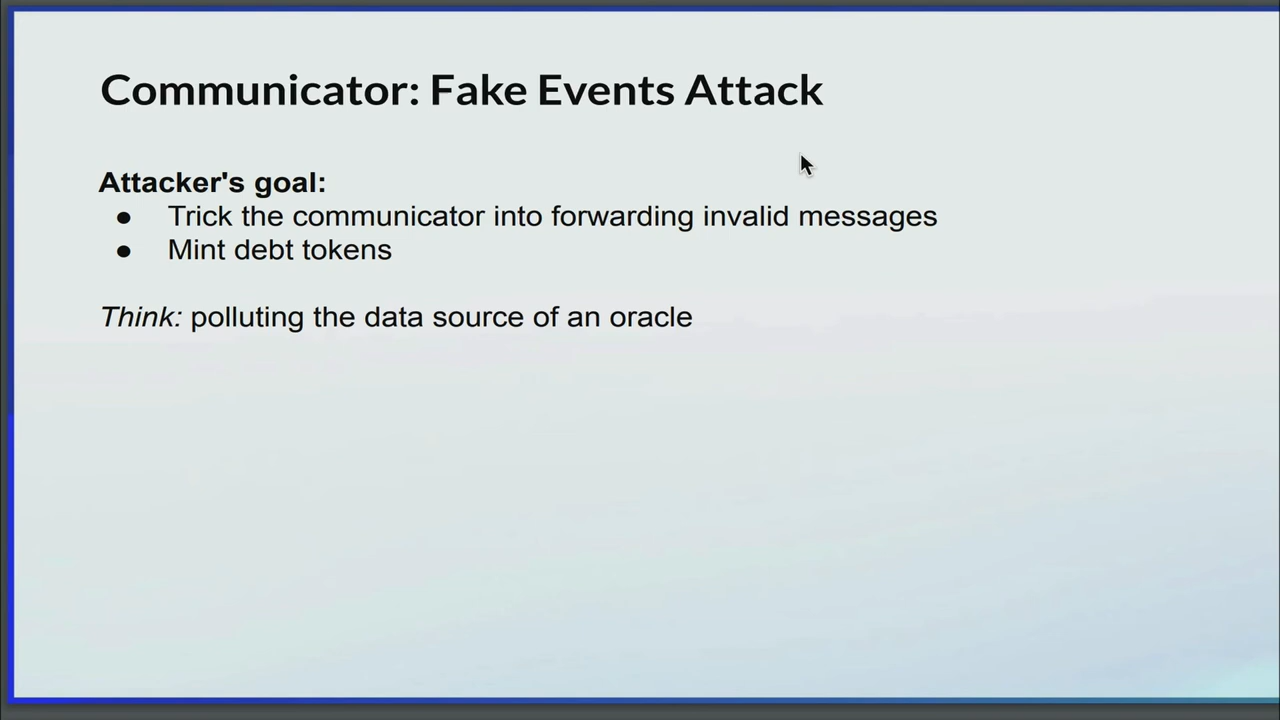 Communicator: Fake Events Attack
Attacker's goal:
● Trick the communicator into forwarding invalid messages
● Mint debt tokens
Think: polluting the data source of an oracle